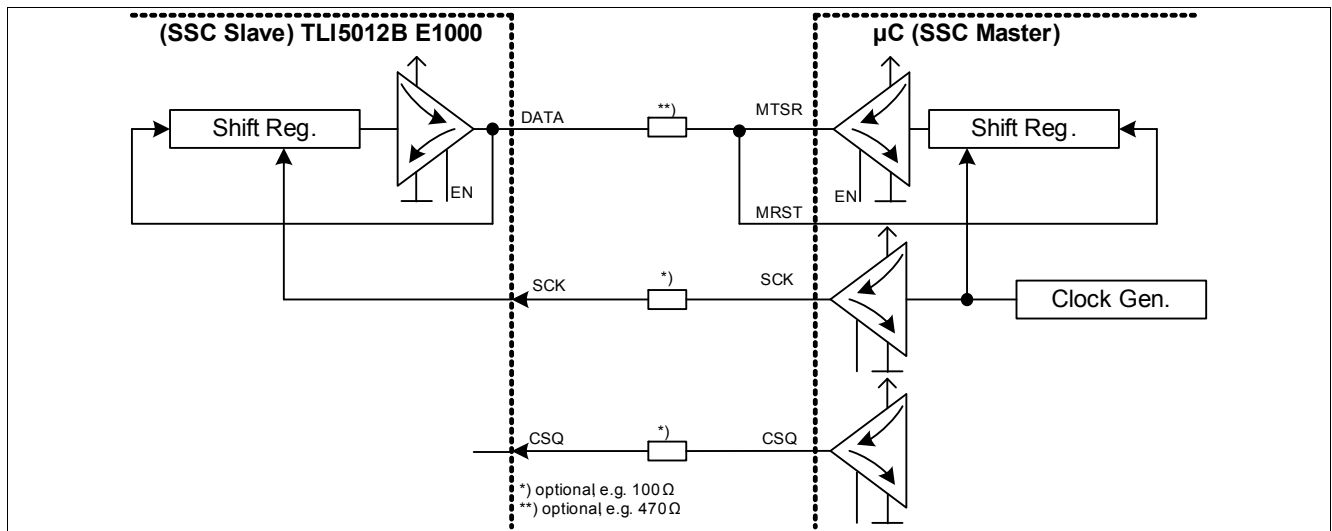 (SSC Slave) TLI5012B E1000
µC (SSC Master)
Shift Reg.
EN
DATA
**)
MTSR
Shift Reg.
EN
MRST
SCK
*)
SCK
Clock Gen.
CSQ
*)
CSQ
*) optional, e.g. 100Ω
**) optional, e.g. 470Ω